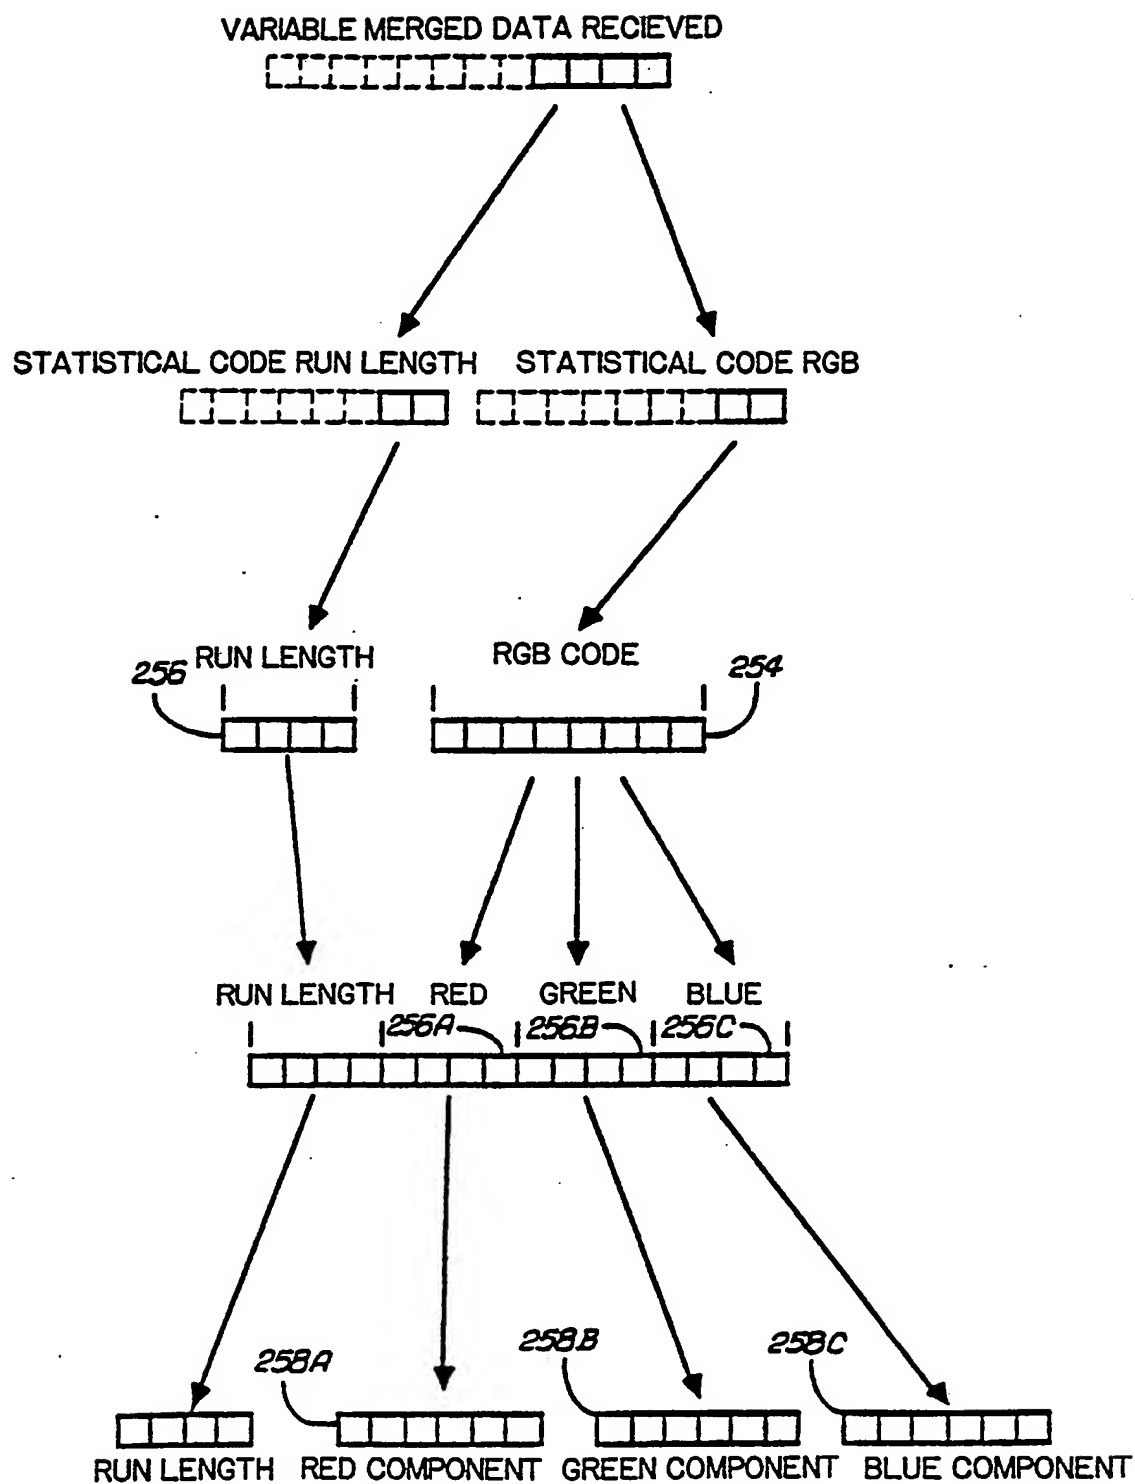 VARIABLE MERGED DATA RECIEVED
STATISTICAL CODE RUN LENGTH STATISTICAL CODE RGB
RUN LENGTH RGB CODE
256 254
RUN LENGTH RED GREEN BLUE
256A 256B 256C
258A 258B 258C
RUN LENGTH RED COMPONENT GREEN COMPONENT BLUE COMPONENT